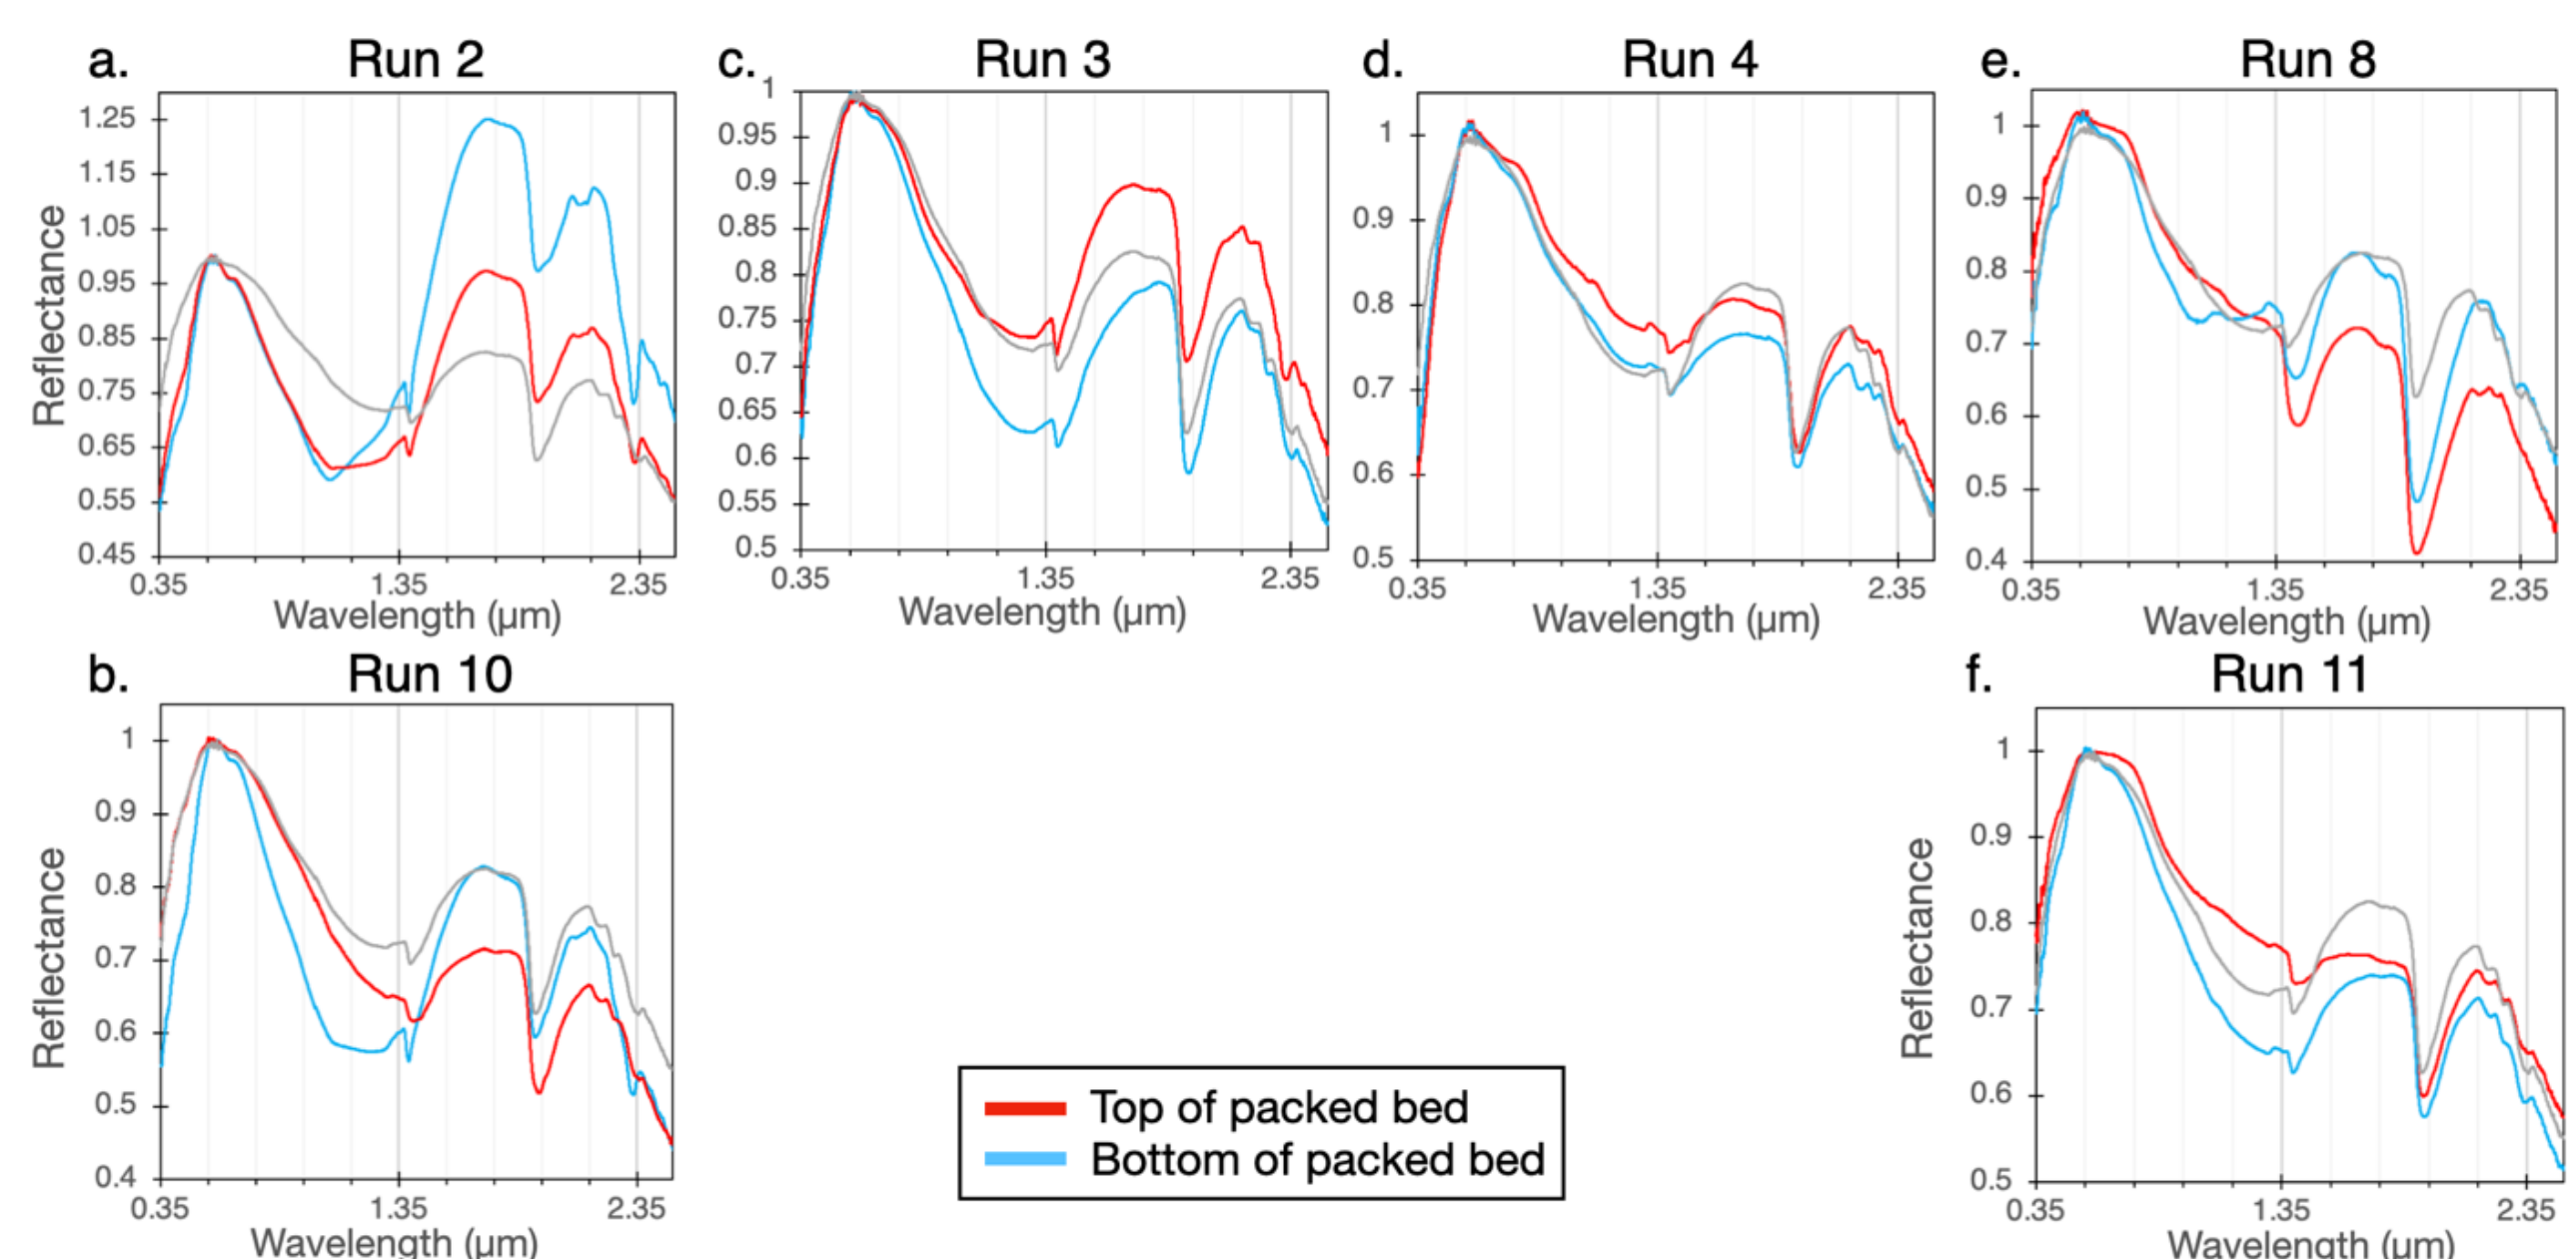 a. Run 2
Reflectance
1.25
1.15
1.05
0.95
0.85
0.75
0.65
0.55
0.45
0.35 1.35 2.35
Wavelength (µm)
c. Run 3
1
0.95
0.9
0.85
0.8
0.75
0.7
0.65
0.6
0.55
0.5
0.35 1.35 2.35
Wavelength (µm)
d. Run 4
1
0.9
0.8
0.7
0.6
0.5
0.35 1.35 2.35
Wavelength (µm)
e. Run 8
1
0.9
0.8
0.7
0.6
0.5
0.4
0.35 1.35 2.35
Wavelength (µm)
b. Run 10
Reflectance
1
0.9
0.8
0.7
0.6
0.5
0.4
0.35 1.35 2.35
Wavelength (µm)
Top of packed bed
Bottom of packed bed
f. Run 11
Reflectance
1
0.9
0.8
0.7
0.6
0.5
0.35 1.35 2.35
Wavelength (µm)